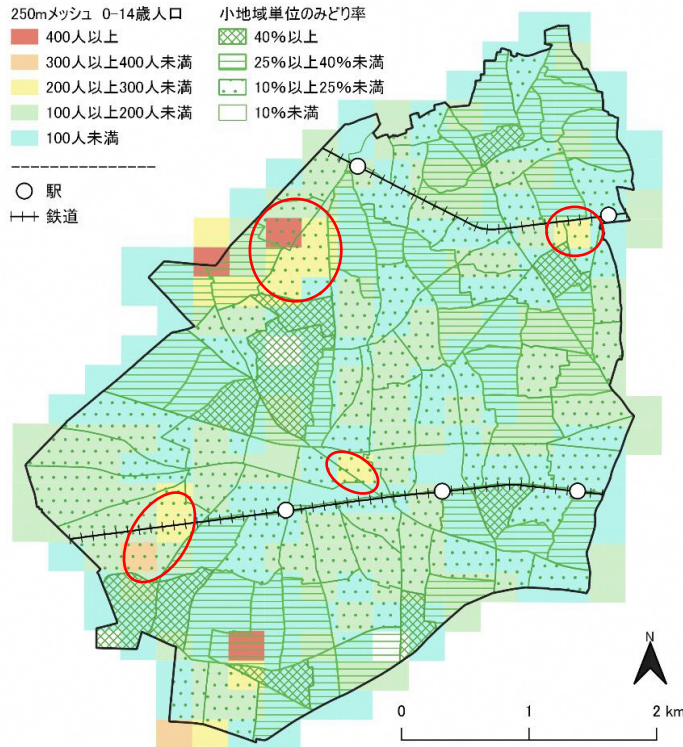 250mメッシュ 0-14歳人口
400人以上
300人以上400人未満
200人以上300人未満
100人以上200人未満
100人未満
駅
鉄道
小地域単位のみどり率
40%以上
25%以上40%未満
10%以上25%未満
10%未満
N
0 1 2 km